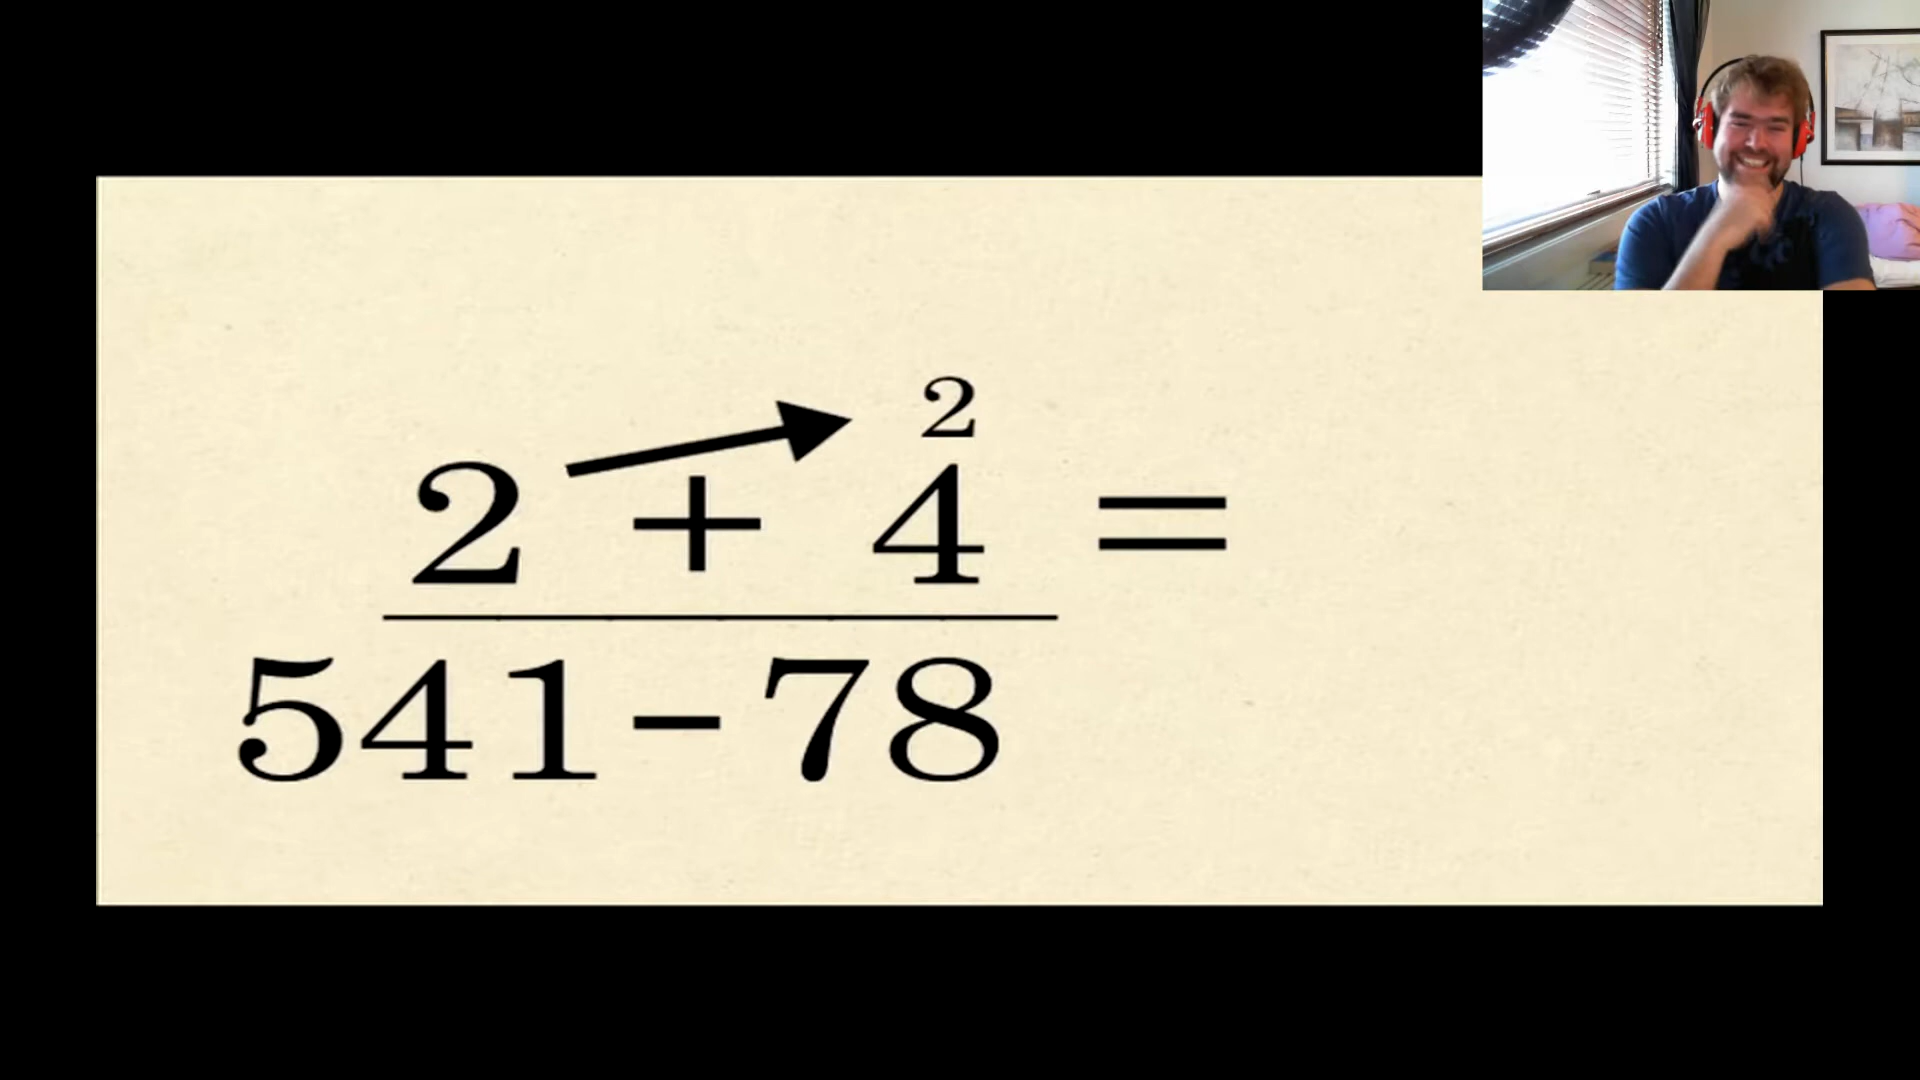 2
2 + 4 =
541-78